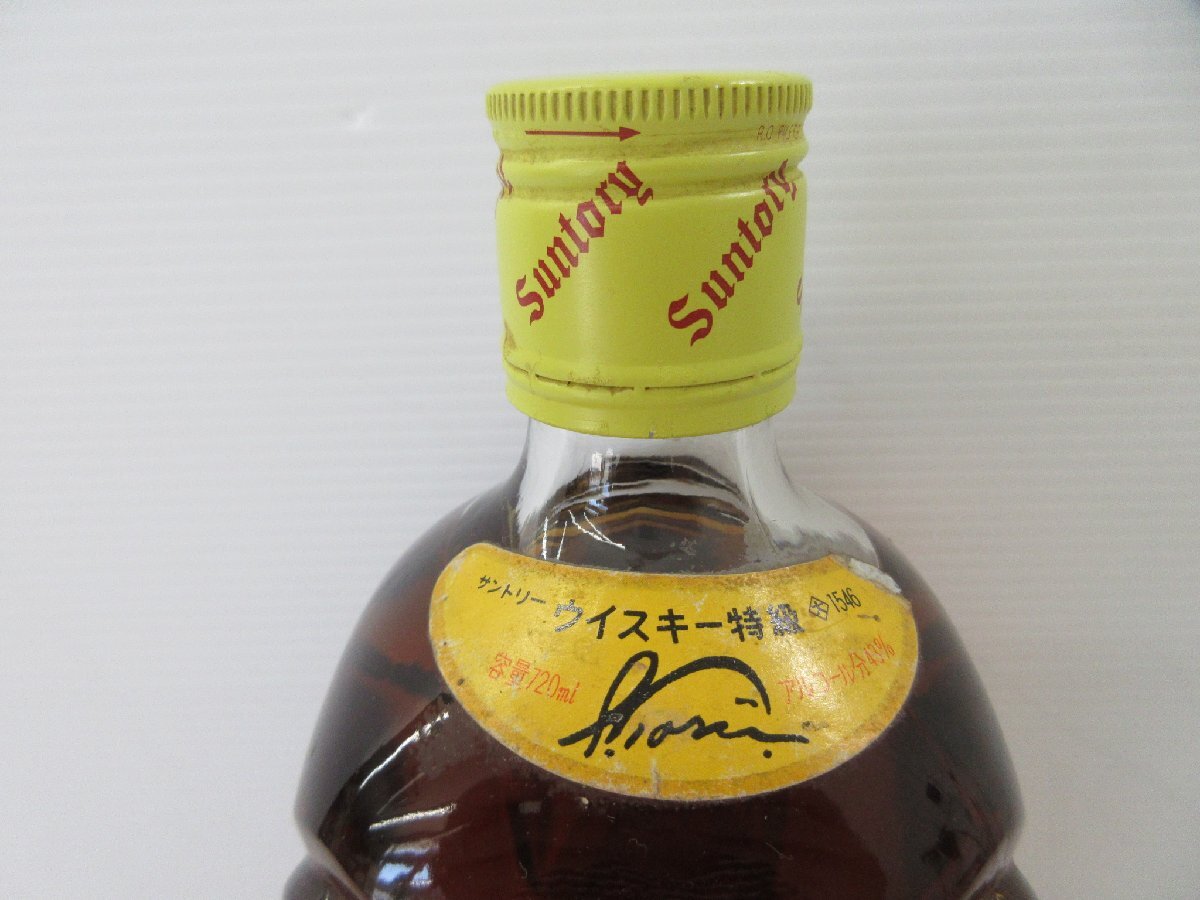 Suntory
Suntory
サントリー
ウイスキー特級 1546
容量720ml
アルコール分43%